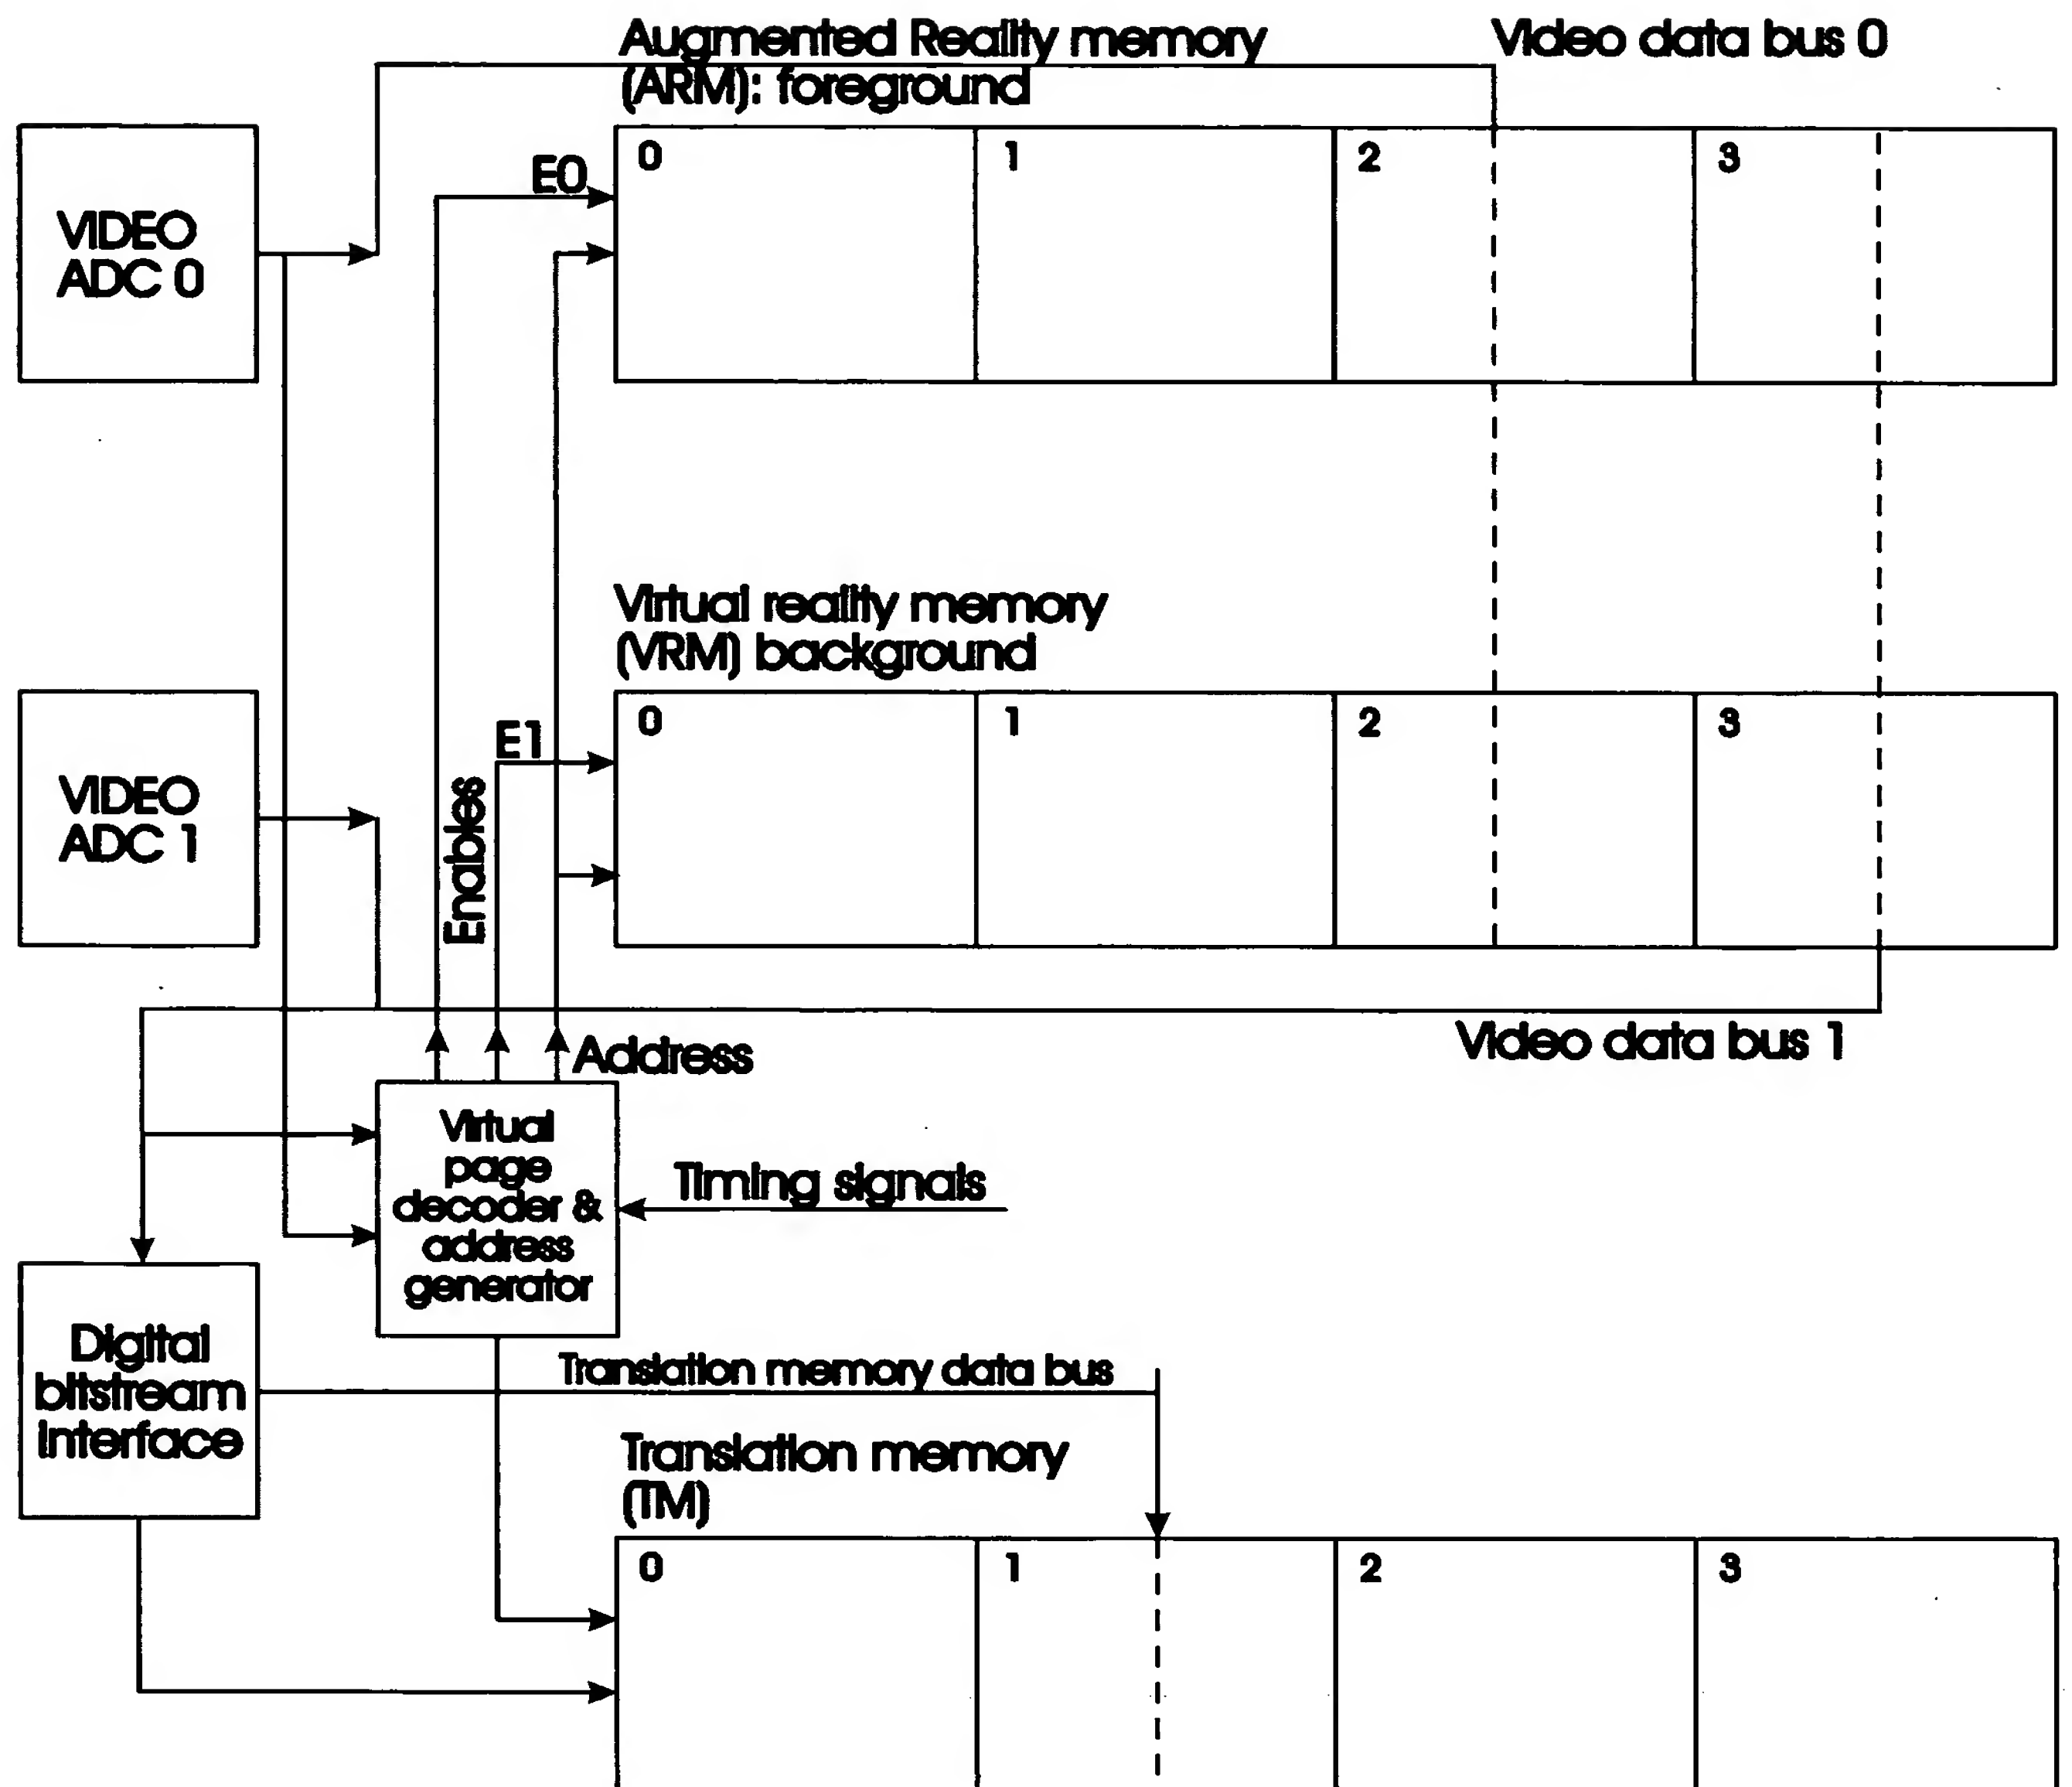 Augmented Reality memory
(ARM): foreground
Video data bus 0
VIDEO
ADC 0
E0
0
1
2
3
Virtual reality memory
(VRM) background
VIDEO
ADC 1
Enables
E1
0
1
2
3
Address
Video data bus 1
Virtual
page
decoder &
address
generator
Timing signals
Digital
bitstream
interface
Translation memory data bus
Translation memory
(TM)
0
1
2
3